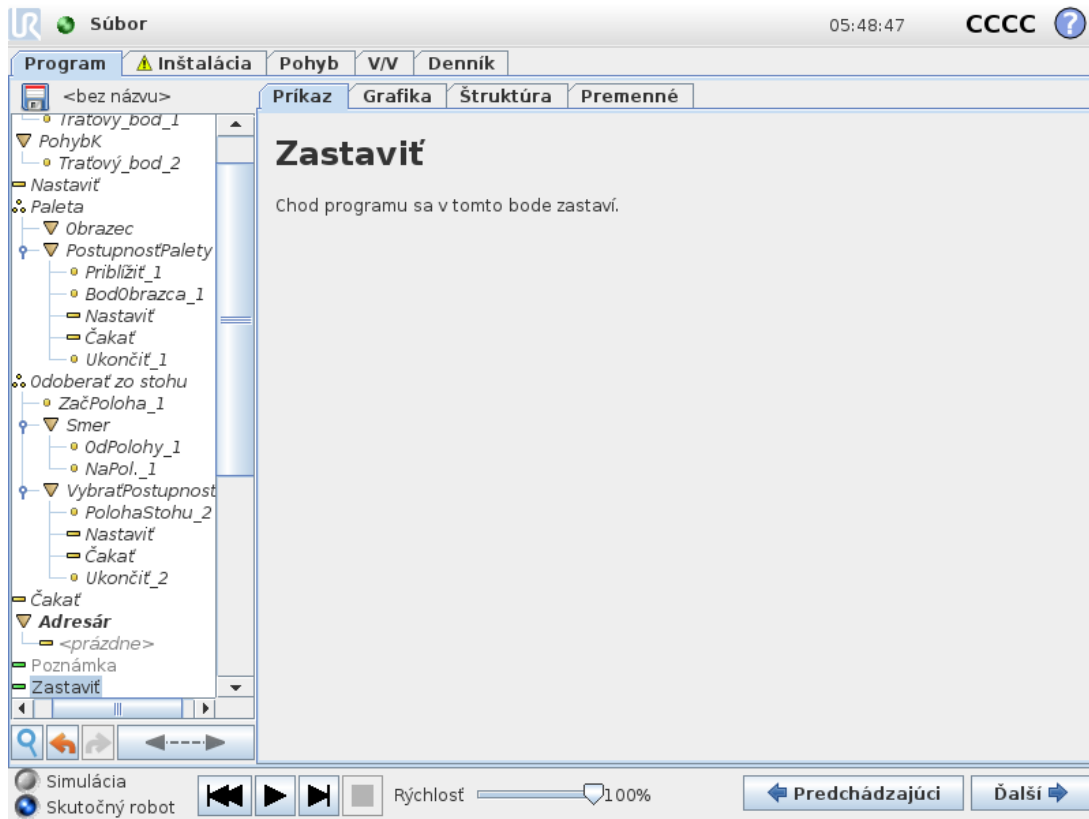 UR Súbor 05:48:47 CCCC ?
Program Inštalácia Pohyb V/V Denník
<bez názvu> Príkaz Grafika Štruktúra Premenné
Traťový_bod_1
PohybK
Traťový_bod_2
Nastaviť
Paleta
Obrazec
PostupnosťPalety
Priblížiť_1
BodObrazca_1
Nastaviť
Čakať
Ukončiť_1
Odoberať zo stohu
ZačPoloha_1
Smer
OdPolohy_1
NaPol._1
VybraťPostupnosť
PolohaStohu_2
Nastaviť
Čakať
Ukončiť_2
Čakať
Adresár
<prázdne>
Poznámka
Zastaviť
Zastaviť
Chod programu sa v tomto bode zastaví.
Simulácia
Skutočný robot
Rýchlosť 100%
Predchádzajúci Ďalší